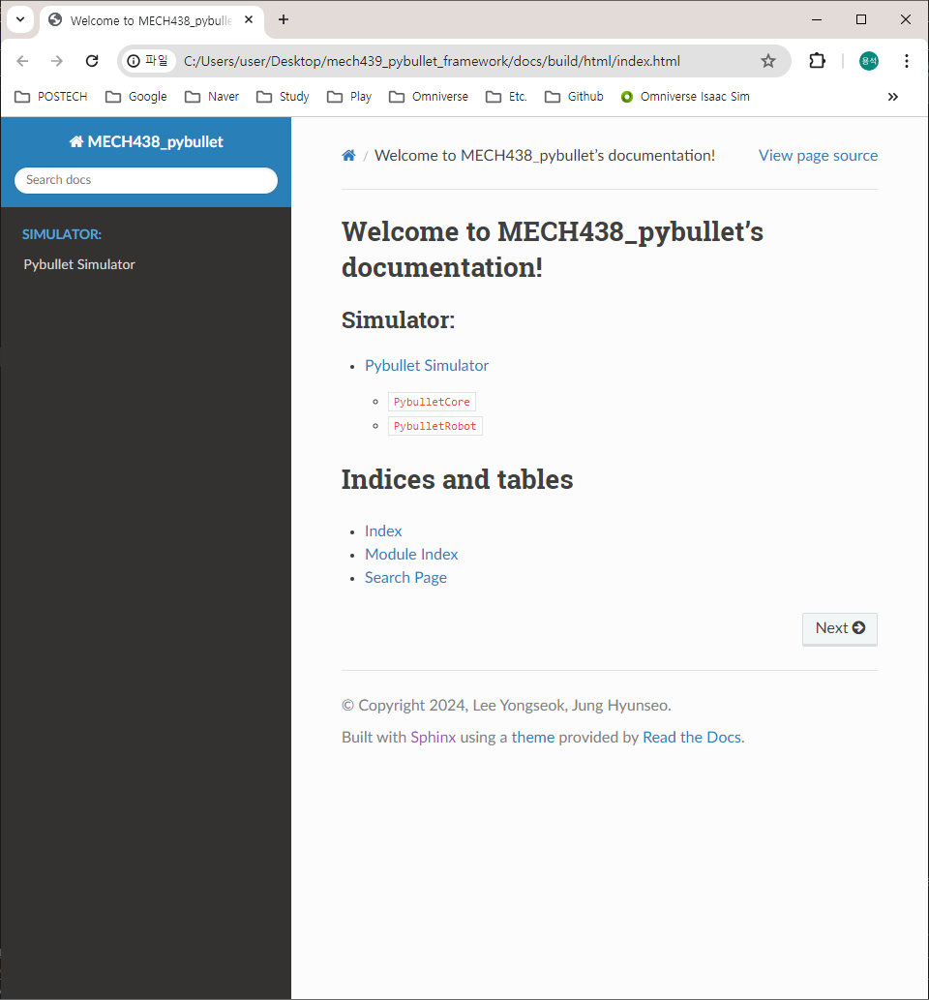 Welcome to MECH438_pybulle
파일 C:/Users/user/Desktop/mech439_pybullet_framework/docs/build/html/index.html 용석
POSTECH Google Naver Study Play Omniverse Etc. Github Omniverse Isaac Sim
MECH438_pybullet
Search docs
SIMULATOR:
Pybullet Simulator
/ Welcome to MECH438_pybullet’s documentation! View page source
Welcome to MECH438_pybullet’s
documentation!
Simulator:
Pybullet Simulator
PybulletCore
PybulletRobot
Indices and tables
Index
Module Index
Search Page
Next
© Copyright 2024, Lee Yongseok, Jung Hyunseo.
Built with Sphinx using a theme provided by Read the Docs.